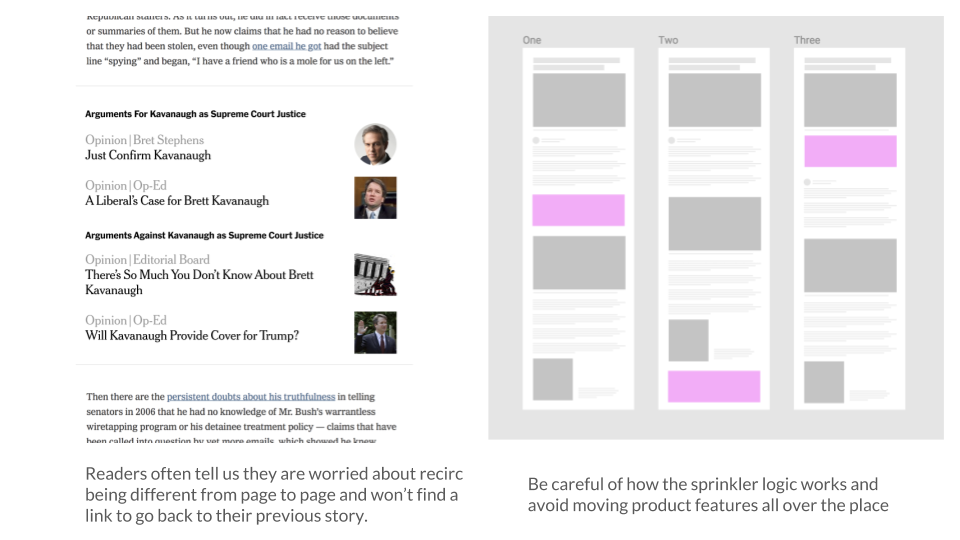 Republican staffers. As it turns out, he did in fact receive those documents
or summaries of them. But he now claims that he had no reason to believe
that they had been stolen, even though one email he got had the subject
line “spying” and began, “I have a friend who is a mole for us on the left.”
Arguments For Kavanaugh as Supreme Court Justice
Opinion | Bret Stephens
Just Confirm Kavanaugh
Opinion | Op-Ed
A Liberal’s Case for Brett Kavanaugh
Arguments Against Kavanaugh as Supreme Court Justice
Opinion | Editorial Board
There’s So Much You Don’t Know About Brett
Kavanaugh
Opinion | Op-Ed
Will Kavanaugh Provide Cover for Trump?
Then there are the persistent doubts about his truthfulness in telling
senators in 2006 that he had no knowledge of Mr. Bush’s warrantless
wiretapping program or his detainee treatment policy — claims that have
been called into question by yet more emails, which showed he knew
Readers often tell us they are worried about recirc
being different from page to page and won’t find a
link to go back to their previous story.
One
Two
Three
Be careful of how the sprinkler logic works and
avoid moving product features all over the place